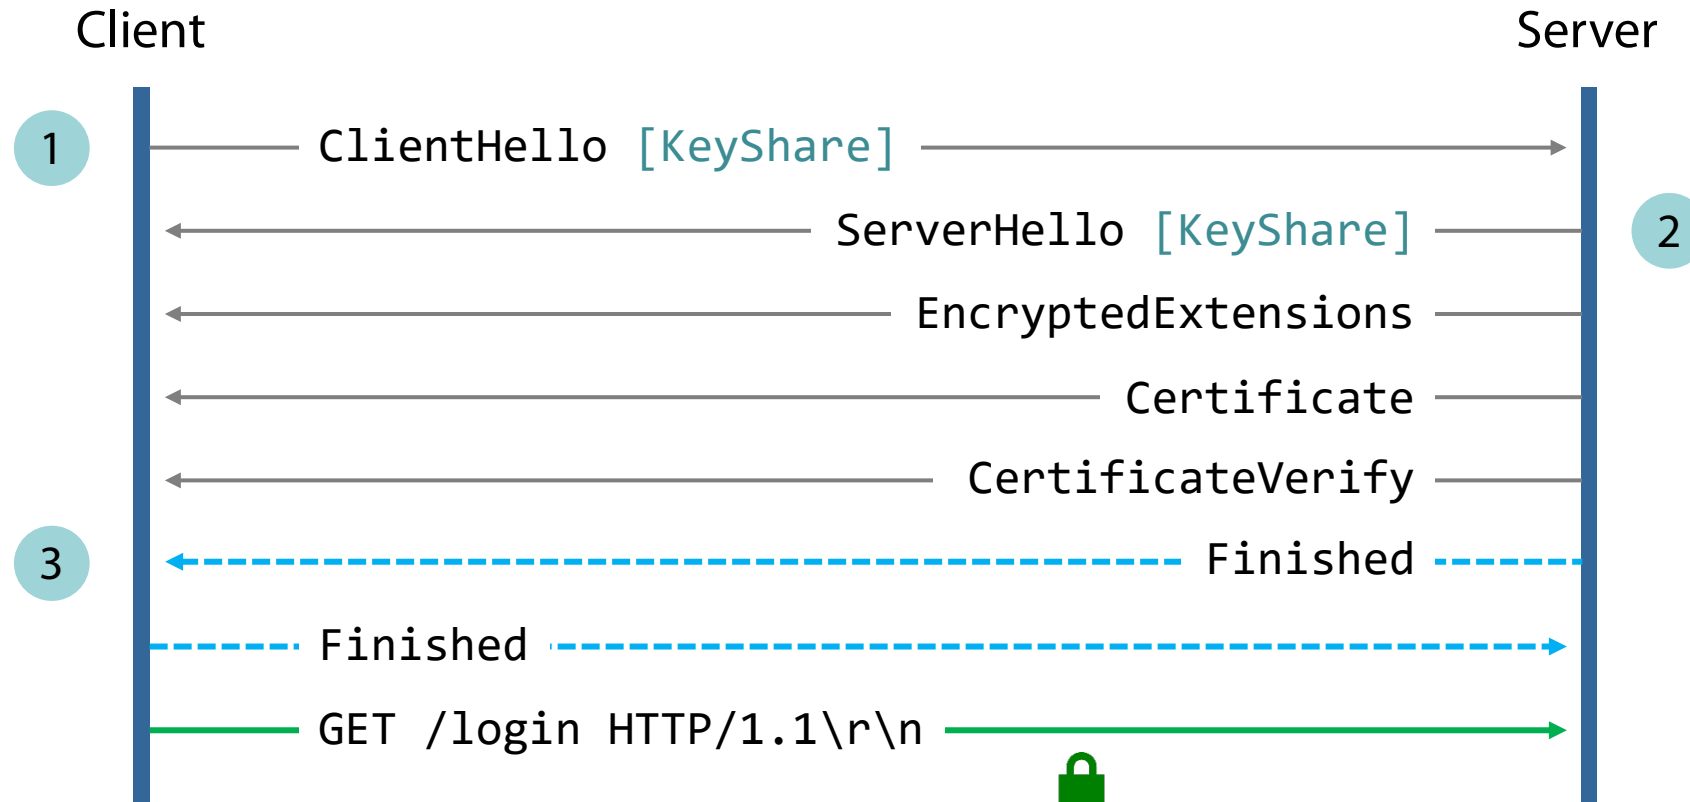 Client Server
1 ClientHello [KeyShare]
ServerHello [KeyShare] 2
EncryptedExtensions
Certificate
CertificateVerify
3 Finished
Finished
GET /login HTTP/1.1\r\n